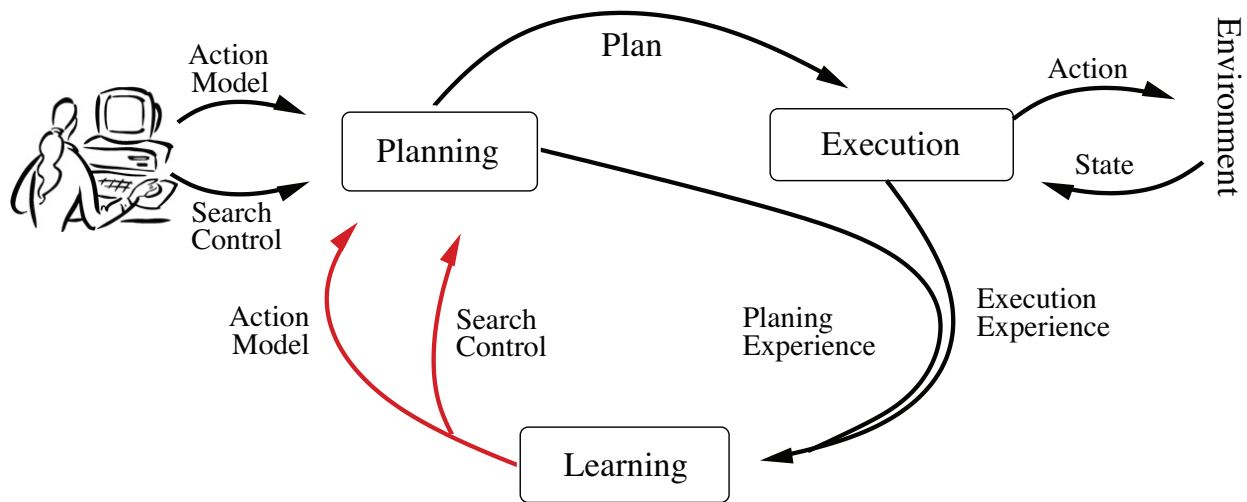 Action
Model
Search
Control
Planning
Plan
Execution
Action
State
Environment
Action
Model
Search
Control
Planing
Experience
Execution
Experience
Learning